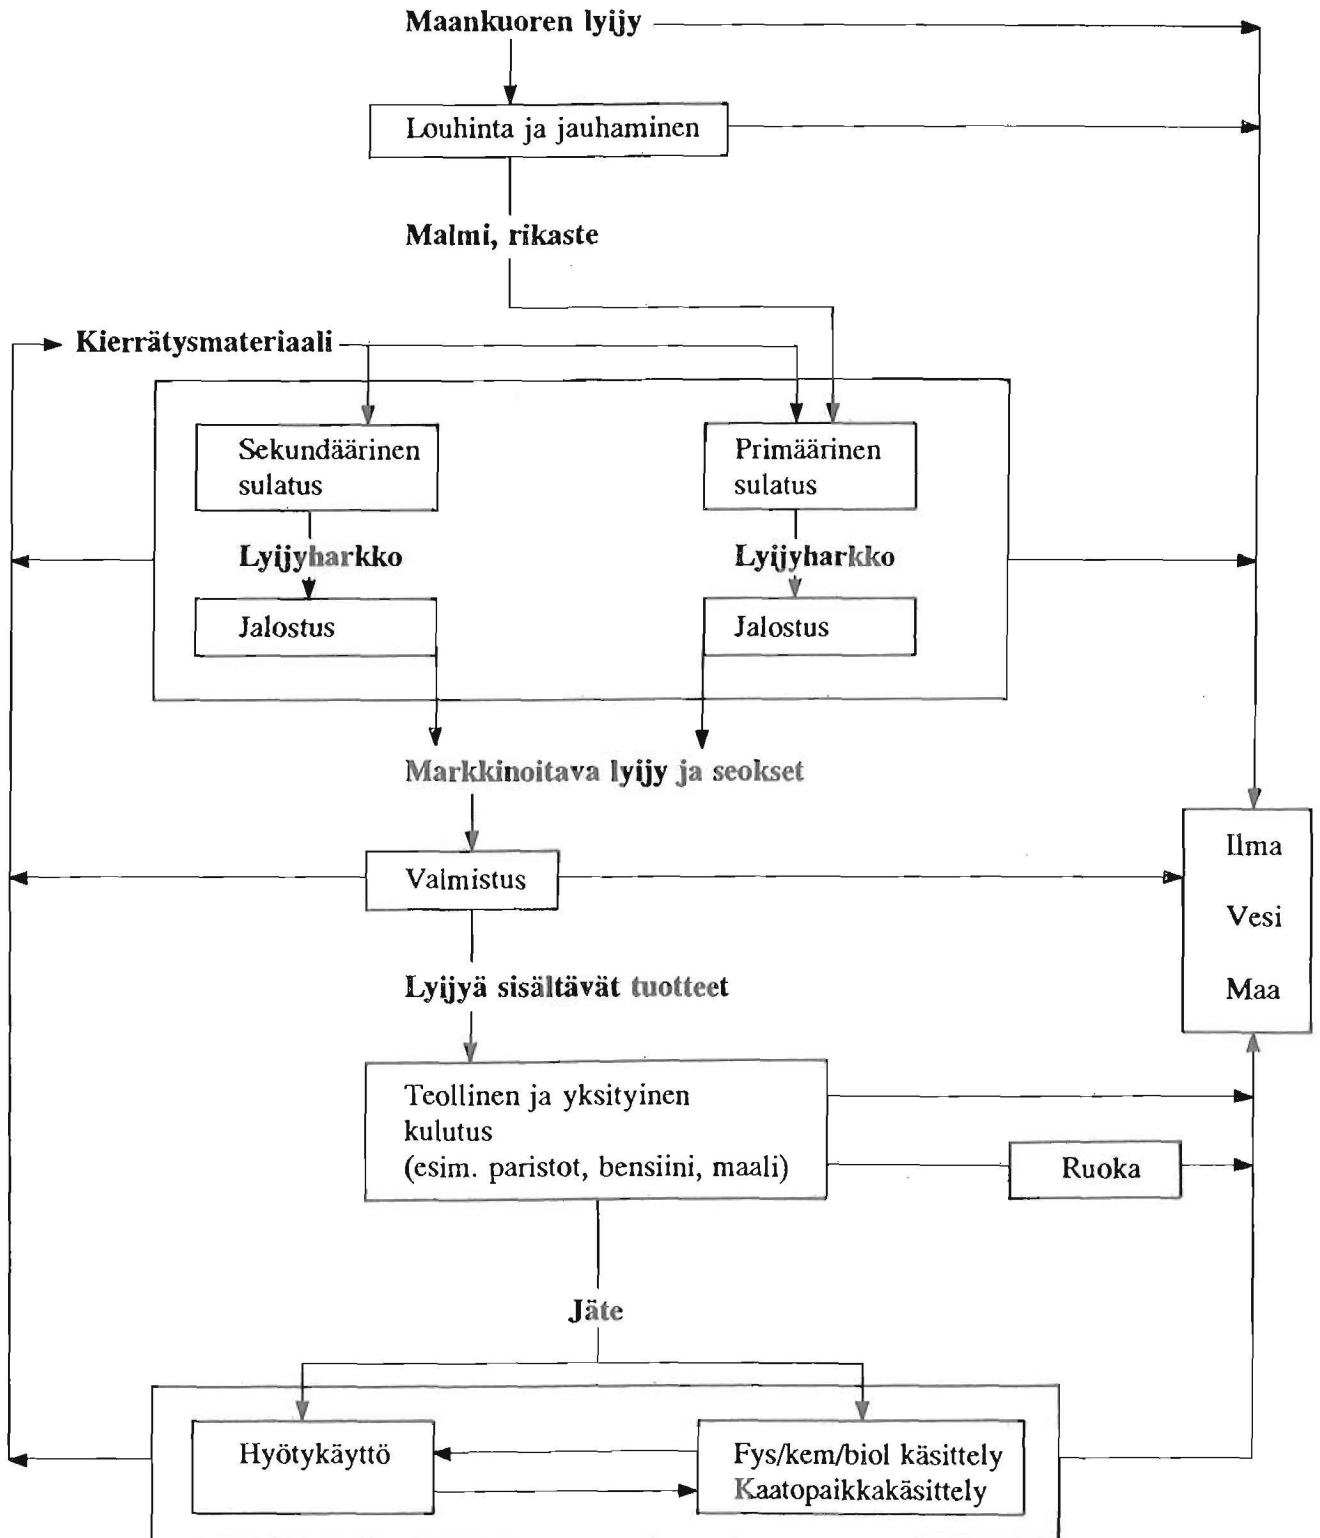 Maankuoren lyijy
Louhinta ja jauhaminen
Malmi, rikaste
Kierrätysmateriaali
Sekundäärinen
sulatus
Primäärinen
sulatus
Lyijyharkko
Lyijyharkko
Jalostus
Jalostus
Markkinoitava lyijy ja seokset
Valmistus
Ilma
Vesi
Maa
Lyijyä sisältävät tuotteet
Teollinen ja yksityinen
kulutus
(esim. paristot, bensiini, maali)
Ruoka
Jäte
Hyötykäyttö
Fys/kem/biol käsittely
Kaatopaikkakäsittely